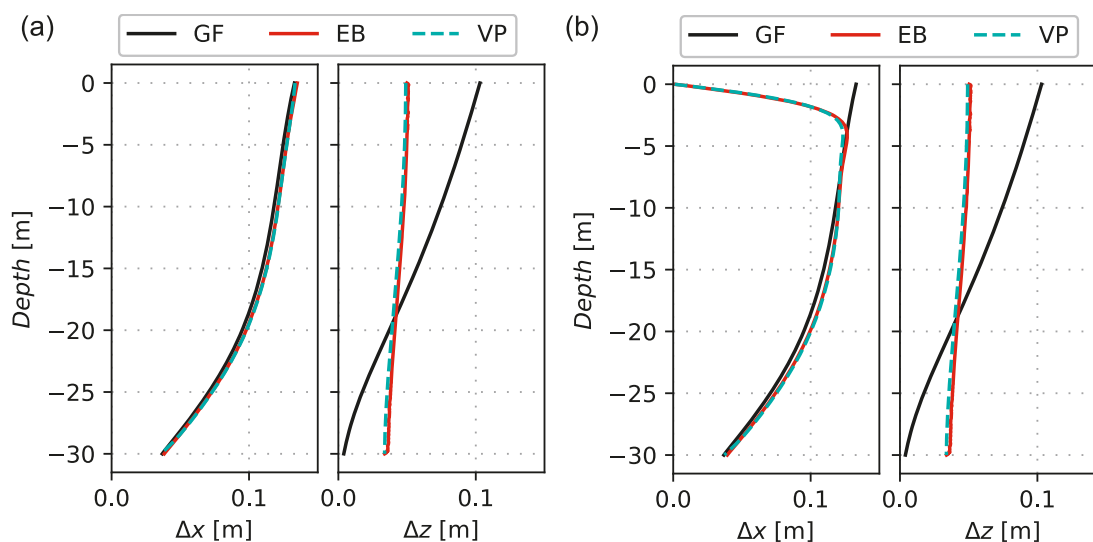 (a) GF EB VP
(b) GF EB VP
0
−5
−10
−15
−20
−25
−30
Depth [m]
0.0 0.1
Δx [m]
0.0 0.1
Δz [m]
0
−5
−10
−15
−20
−25
−30
Depth [m]
0.0 0.1
Δx [m]
0.0 0.1
Δz [m]